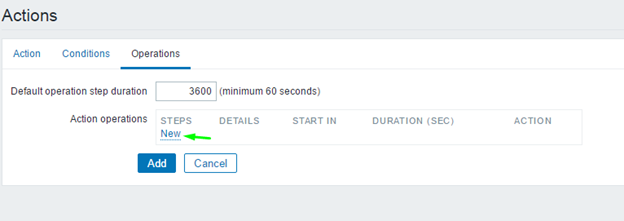 Actions
Action Conditions Operations
Default operation step duration 3600 (minimum 60 seconds)
Action operations STEPS DETAILS START IN DURATION (SEC) ACTION
New
Add Cancel